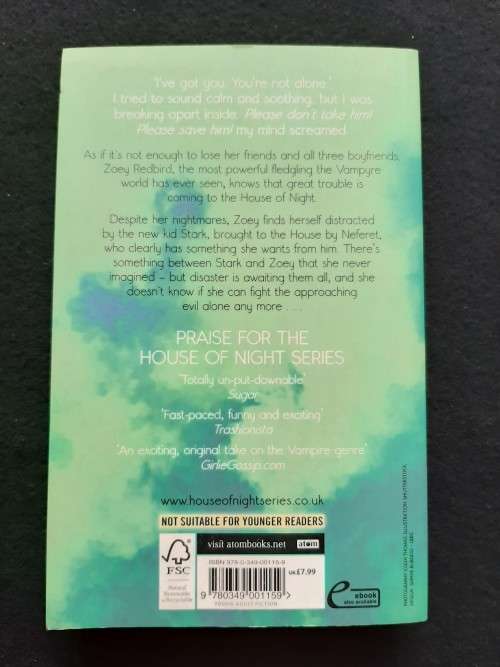 'I've got you. You're not alone.'
I tried to sound calm and soothing, but I was
breaking apart inside. Please don't take him!
Please save him! my mind screamed.
As if it's not enough to lose her friends and all three boyfriends,
Zoey Redbird, the most powerful fledgling the Vampyre
world has ever seen, knows that great trouble is
coming to the House of Night.
Despite her nightmares, Zoey finds herself distracted
by the new kid Stark, brought to the House by Neferet,
who clearly has something she wants from him. There's
something between Stark and Zoey that she never
imagined – but disaster is awaiting them all, and she
doesn't know if she can fight the approaching
evil alone any more . . . .
PRAISE FOR THE
HOUSE OF NIGHT SERIES
'Totally un-put-downable'
Sugar
'Fast-paced, funny and exciting'
Trashionista
'An exciting, original take on the Vampire genre'
GirlieGossip.com
www.houseofnightseries.co.uk
NOT SUITABLE FOR YOUNGER READERS
visit atombooks.net
atom
FSC
ISBN 978-0-349-00115-9
UK£7.99
9 780349 001159 >
YOUNG ADULT FICTION
ebook
also available